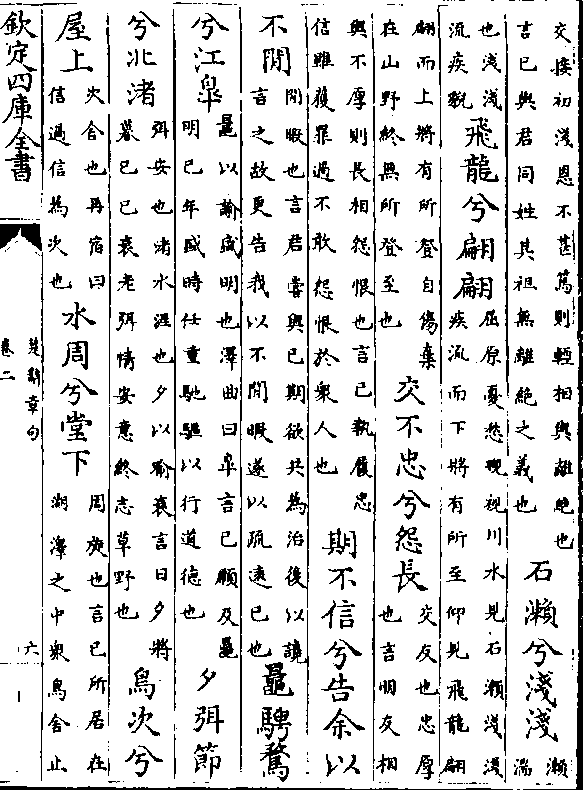 交接初淺恩不甚篤則輕相與離絶也
言已與君同姓其祖無離絶之義也
石瀨兮淺淺
瀨
湍
也淺淺
流疾貌
飛龍兮翩翩
屈原憂愁覩視川水見石瀨淺淺
疾流而下將有所至仰見飛龍翩
翩而上將有所登自傷棄
在山野終無所登至也
交不忠兮怨長
交友也忠厚
也言朋友相
與不厚則長相怨恨也言已執履忠
信雖獲罪過不敢怨恨於衆人也
期不信兮告余以
不閒
閒暇也言君嘗與已期欲共為治後以讒
言之故更告我以不閒暇遂以疏遠已也
鼂騁騖
兮江臯
鼂以諭盛明也澤曲曰臯言已願及鼂
明已年盛時任重馳驅以行道德也
夕弭節
兮北渚
弭安也渚水涯也夕以喻衰言日夕將
暮已已衰老弭情安意終志草野也
鳥次兮
屋上
次舍也再宿曰
信過信為次也
水周兮堂下
周旋也言已所居在
湖澤之中衆鳥舍止
欽定四庫全書
楚辭章句
卷二
六